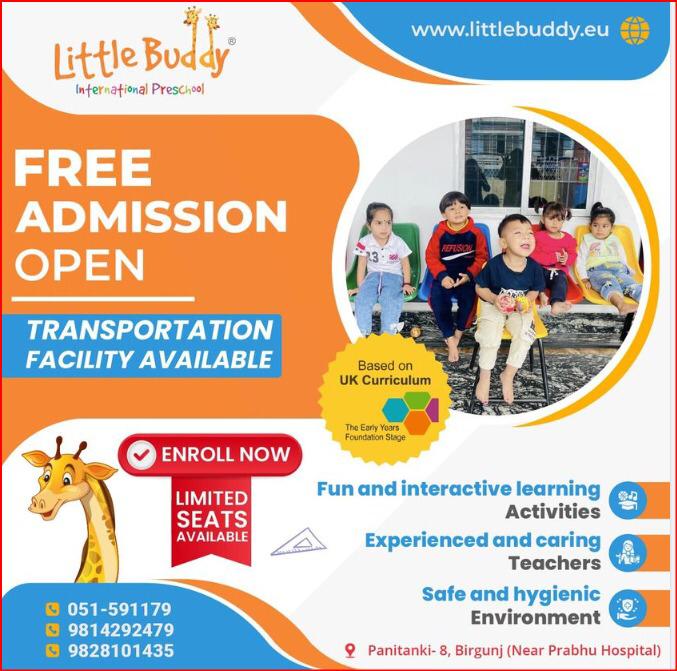 Little Buddy®
International Preschool
www.littlebuddy.eu
FREE
ADMISSION
OPEN
TRANSPORTATION
FACILITY AVAILABLE
REFUSION
Based on
UK Curriculum
The Early Years
Foundation Stage
ENROLL NOW
LIMITED
SEATS
AVAILABLE
Fun and interactive learning
Activities
Experienced and caring
Teachers
Safe and hygienic
Environment
051-591179
9814292479
9828101435
Panitanki- 8, Birgunj (Near Prabhu Hospital)